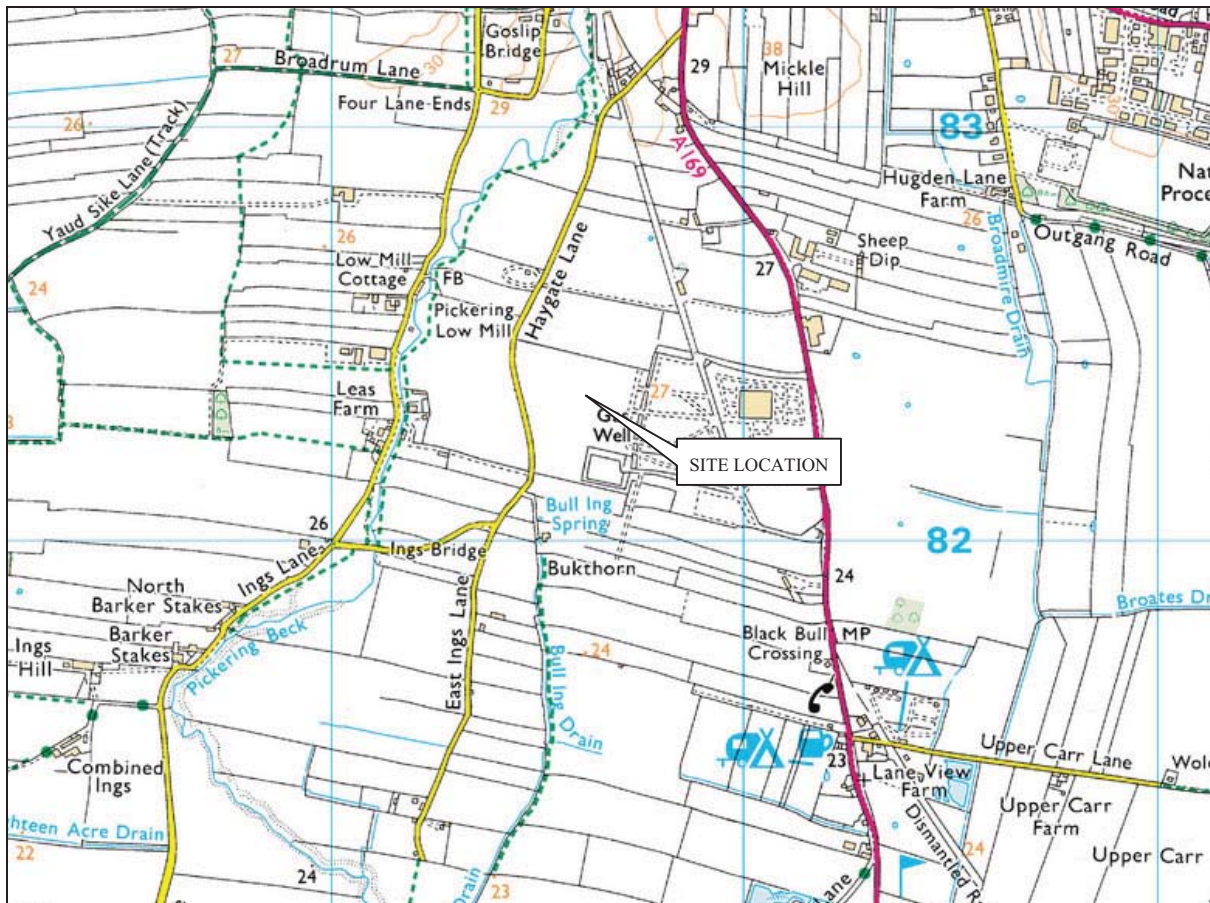 Goslip
Bridge
27
Broadrum Lane
30
29
38
Mickle
Hill
Four Lane-Ends
29
26
83
30
A169
Yaud Sike Lane (Track)
Hugden Lane
Farm
26
Outgang Road
26
27
Sheep
Dip
Low Mill
Cottage
FB
24
Pickering
Low Mill
Haygate Lane
27
Broadmire Drain
Leas
Farm
27
Well
SITE LOCATION
Bull Ing
Spring
26
Ings Bridge
82
Ings Lane
Bukthorn
24
North
Barker Stakes
Barker
Stakes
Ings
Hill
Pickering Beck
East Ings Lane
Bull Ing
Drain
24
Black Bull MP
Crossing
Upper Carr Lane
23
Lane View
Farm
Combined
Ings
Upper Carr
Farm
Upper Carr
Dismantled
Acre Drain
22
24
24
Drain
23
Lane